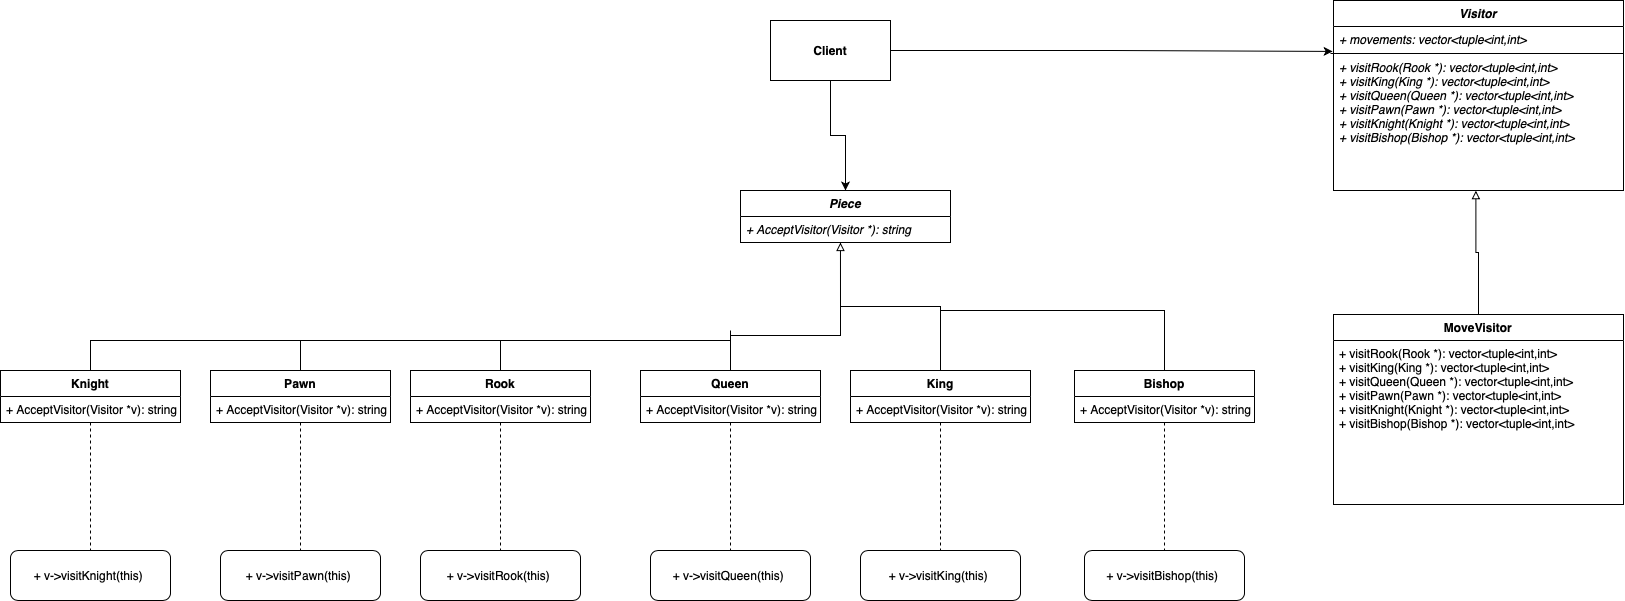 Client
Visitor
+ movements: vector<tuple<int,int>
+ visitRook(Rook *): vector<tuple<int,int>
+ visitKing(King *): vector<tuple<int,int>
+ visitQueen(Queen *): vector<tuple<int,int>
+ visitPawn(Pawn *): vector<tuple<int,int>
+ visitKnight(Knight *): vector<tuple<int,int>
+ visitBishop(Bishop *): vector<tuple<int,int>
Piece
+ AcceptVisitor(Visitor *): string
MoveVisitor
+ visitRook(Rook *): vector<tuple<int,int>
+ visitKing(King *): vector<tuple<int,int>
+ visitQueen(Queen *): vector<tuple<int,int>
+ visitPawn(Pawn *): vector<tuple<int,int>
+ visitKnight(Knight *): vector<tuple<int,int>
+ visitBishop(Bishop *): vector<tuple<int,int>
Knight
+ AcceptVisitor(Visitor *v): string
Pawn
+ AcceptVisitor(Visitor *v): string
Rook
+ AcceptVisitor(Visitor *v): string
Queen
+ AcceptVisitor(Visitor *v): string
King
+ AcceptVisitor(Visitor *v): string
Bishop
+ AcceptVisitor(Visitor *v): string
+ v->visitKnight(this)
+ v->visitPawn(this)
+ v->visitRook(this)
+ v->visitQueen(this)
+ v->visitKing(this)
+ v->visitBishop(this)